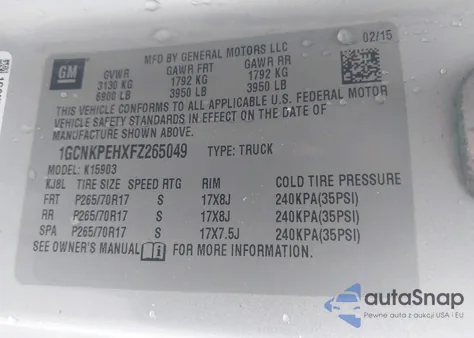 GM
MFD BY GENERAL MOTORS LLC
02/15
GVWR GAWR FRT GAWR RR
3130 KG 1792 KG 1792 KG
6900 LB 3950 LB 3950 LB
THIS VEHICLE CONFORMS TO ALL APPLICABLE U.S. FEDERAL MOTOR
VEHICLE SAFETY STANDARDS IN EFFECT ON THE DATE OF
MANUFACTURE SHOWN ABOVE.
1GCNKPEHXFZ265049 TYPE: TRUCK
MODEL: K15903
KJ8L TIRE SIZE SPEED RTG RIM COLD TIRE PRESSURE
FRT P265/70R17 S 17X8J 240KPA(35PSI)
RR P265/70R17 S 17X8J 240KPA(35PSI)
SPA P265/70R17 S 17X7.5J 240KPA(35PSI)
SEE OWNER'S MANUAL FOR MORE INFORMATION.
autoSnap
Pewne auta z aukcji USA i EU